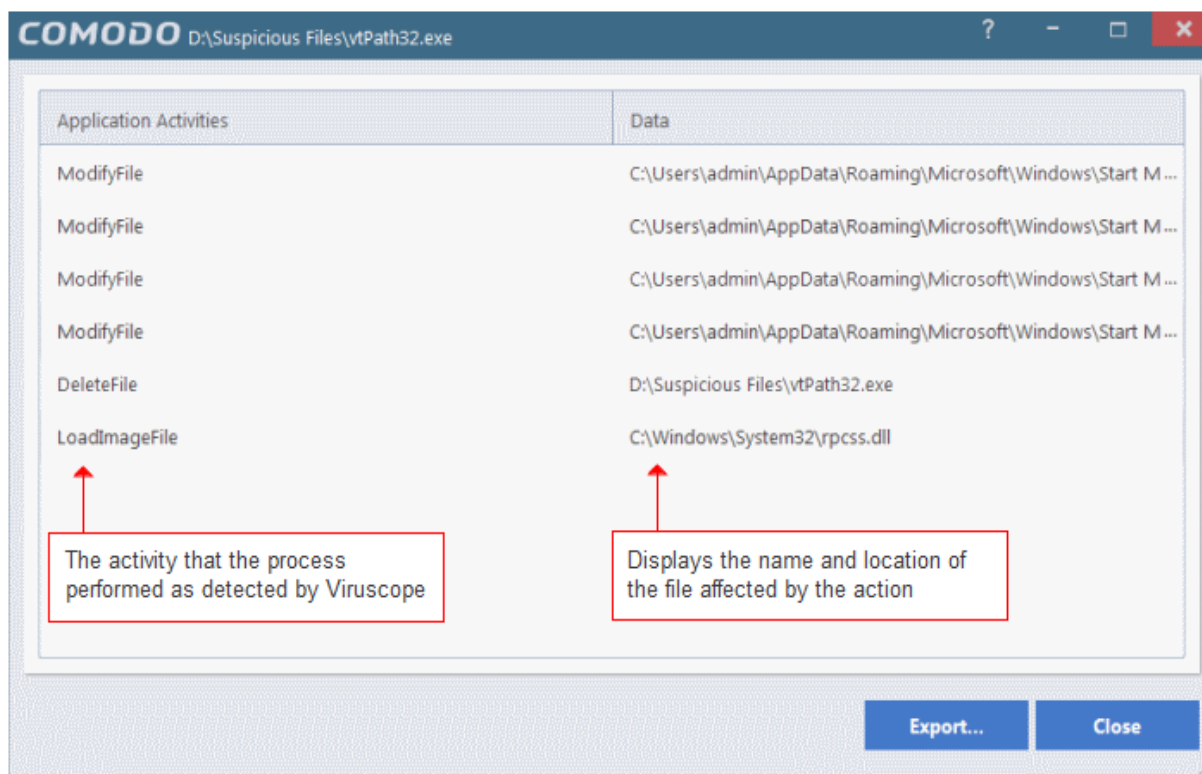 COMODO D:\Suspicious Files\vtPath32.exe ? – □ ×
Application Activities Data
ModifyFile C:\Users\admin\AppData\Roaming\Microsoft\Windows\Start M...
ModifyFile C:\Users\admin\AppData\Roaming\Microsoft\Windows\Start M...
ModifyFile C:\Users\admin\AppData\Roaming\Microsoft\Windows\Start M...
ModifyFile C:\Users\admin\AppData\Roaming\Microsoft\Windows\Start M...
DeleteFile D:\Suspicious Files\vtPath32.exe
LoadImageFile C:\Windows\System32\rpcss.dll
The activity that the process
performed as detected by Viruscope
Displays the name and location of
the file affected by the action
Export... Close